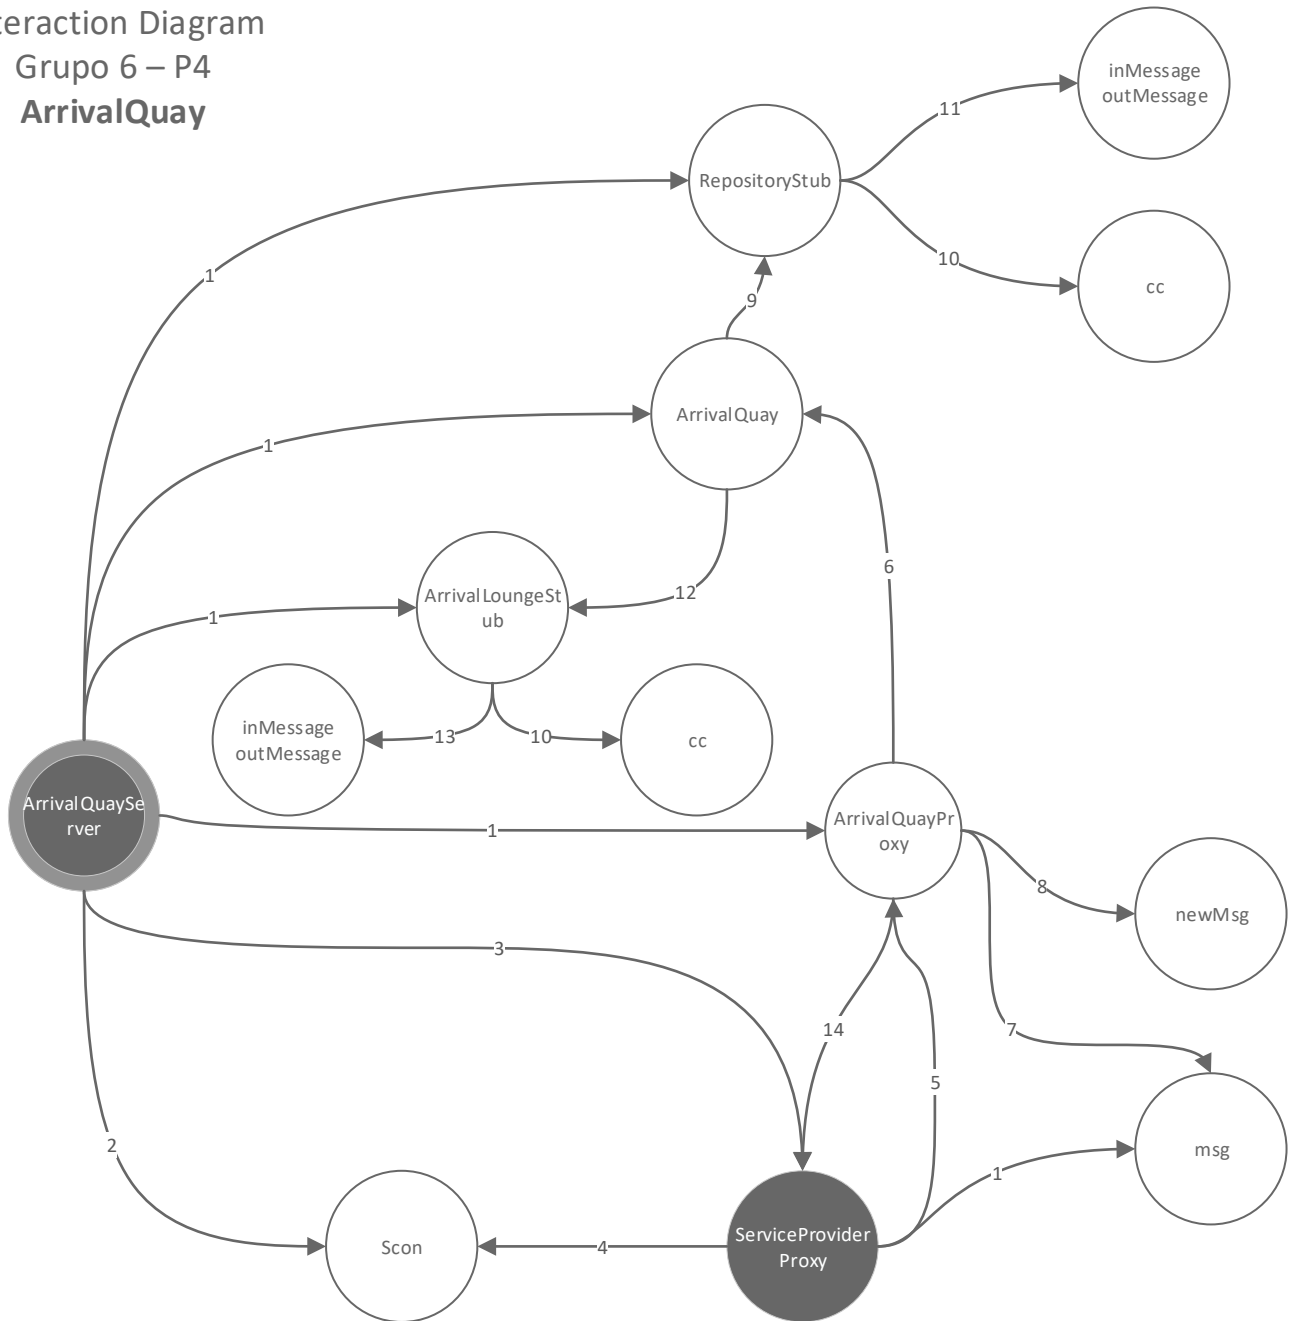 teraction Diagram
Grupo 6 – P4
ArrivalQuay
inMessage
outMessage
11
RepositoryStub
10
cc
1
9
ArrivalQuay
1
6
12
ArrivalLoungeSt
ub
1
inMessage
outMessage
13
10
cc
ArrivalQuaySe
rver
1
ArrivalQuayPr
oxy
8
newMsg
3
14
7
5
2
1
msg
Scon
4
ServiceProvider
Proxy